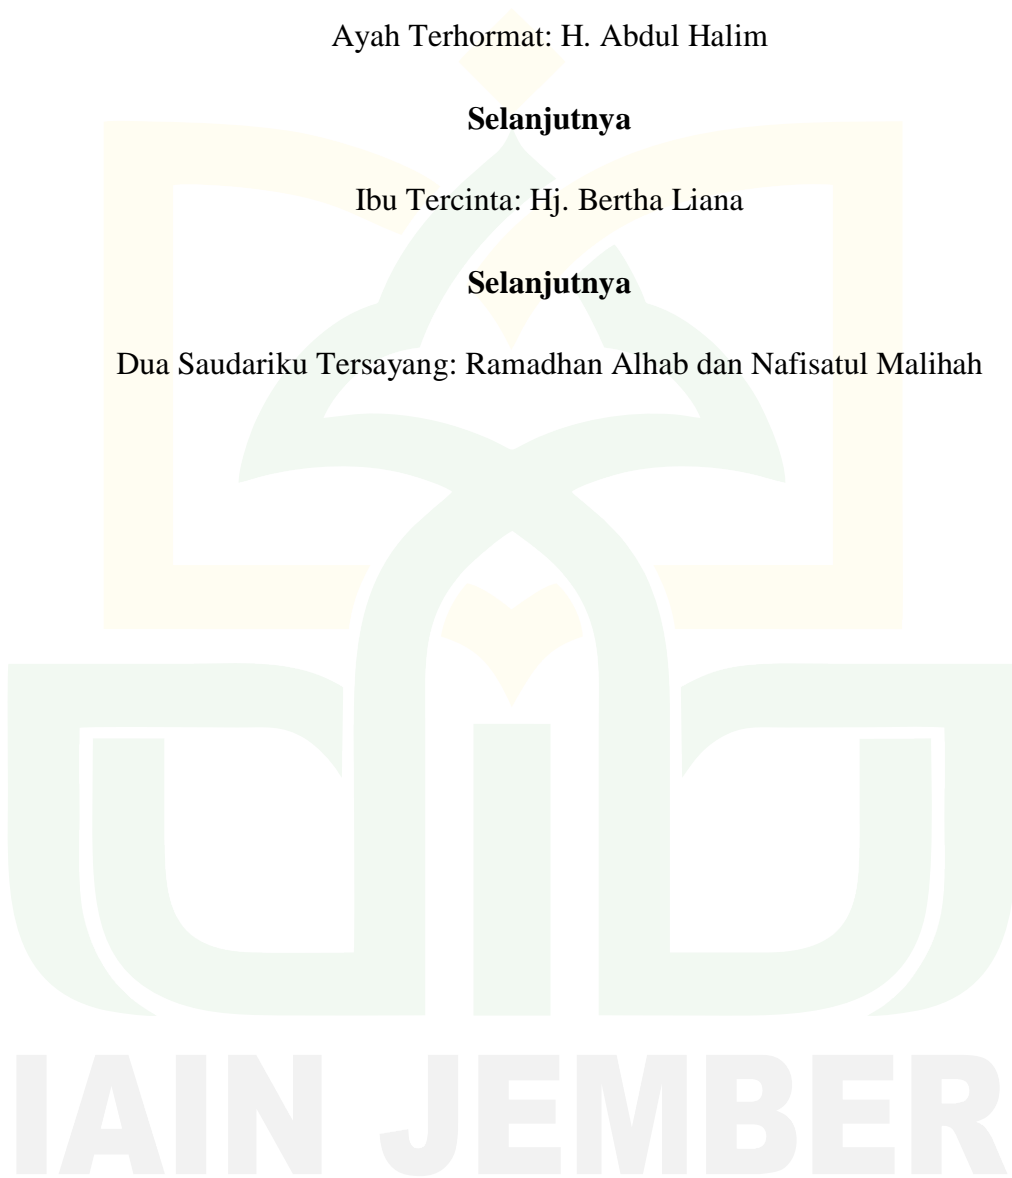 Ayah Terhormat: H. Abdul Halim
Selanjutnya
Ibu Tercinta: Hj. Bertha Liana
Selanjutnya
Dua Saudariku Tersayang: Ramadhan Alhab dan Nafisatul Malihah
IAIN JEMBER